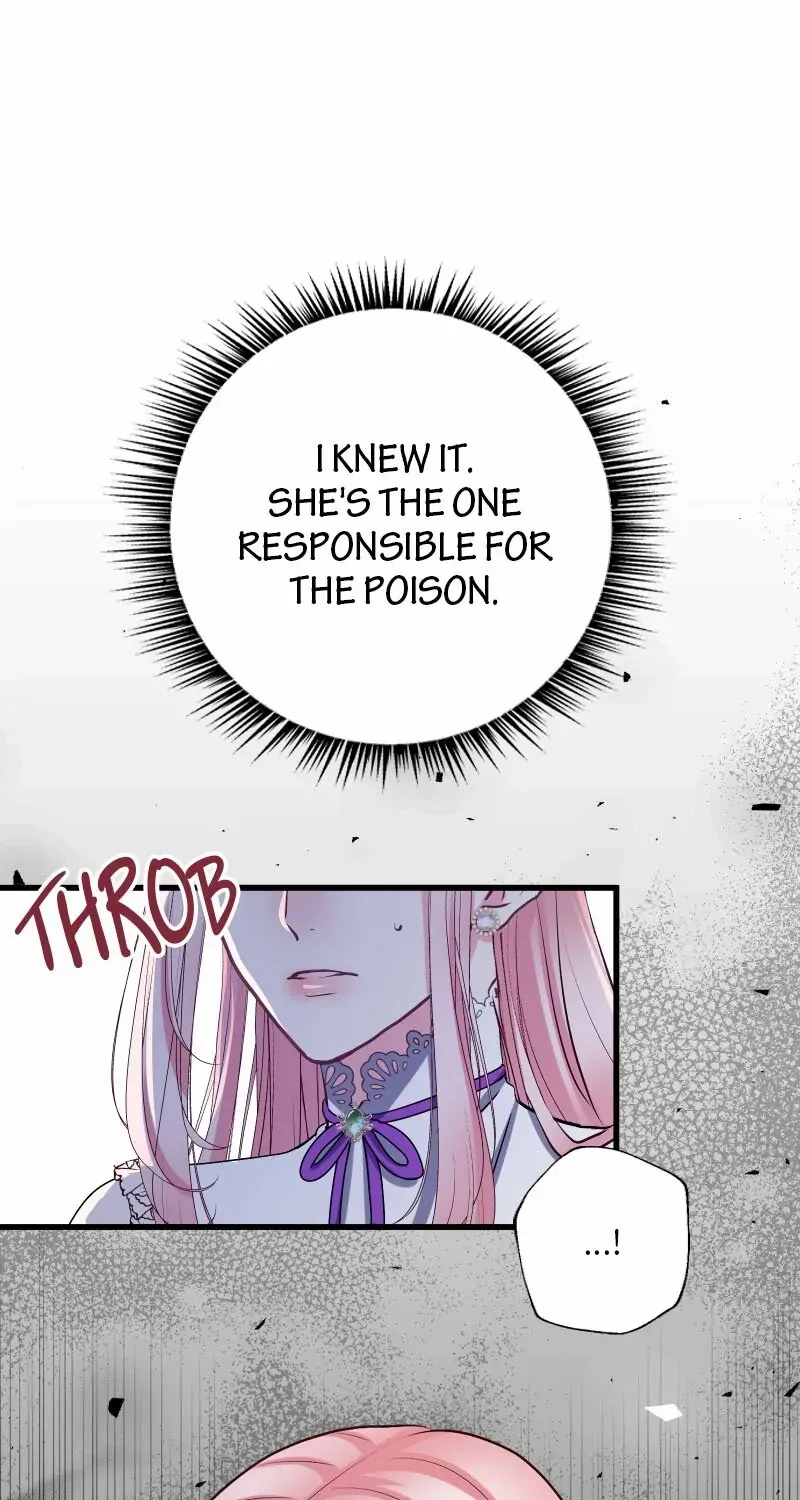 I KNEW IT.
SHE'S THE ONE
RESPONSIBLE FOR
THE POISON.
THROB
...!